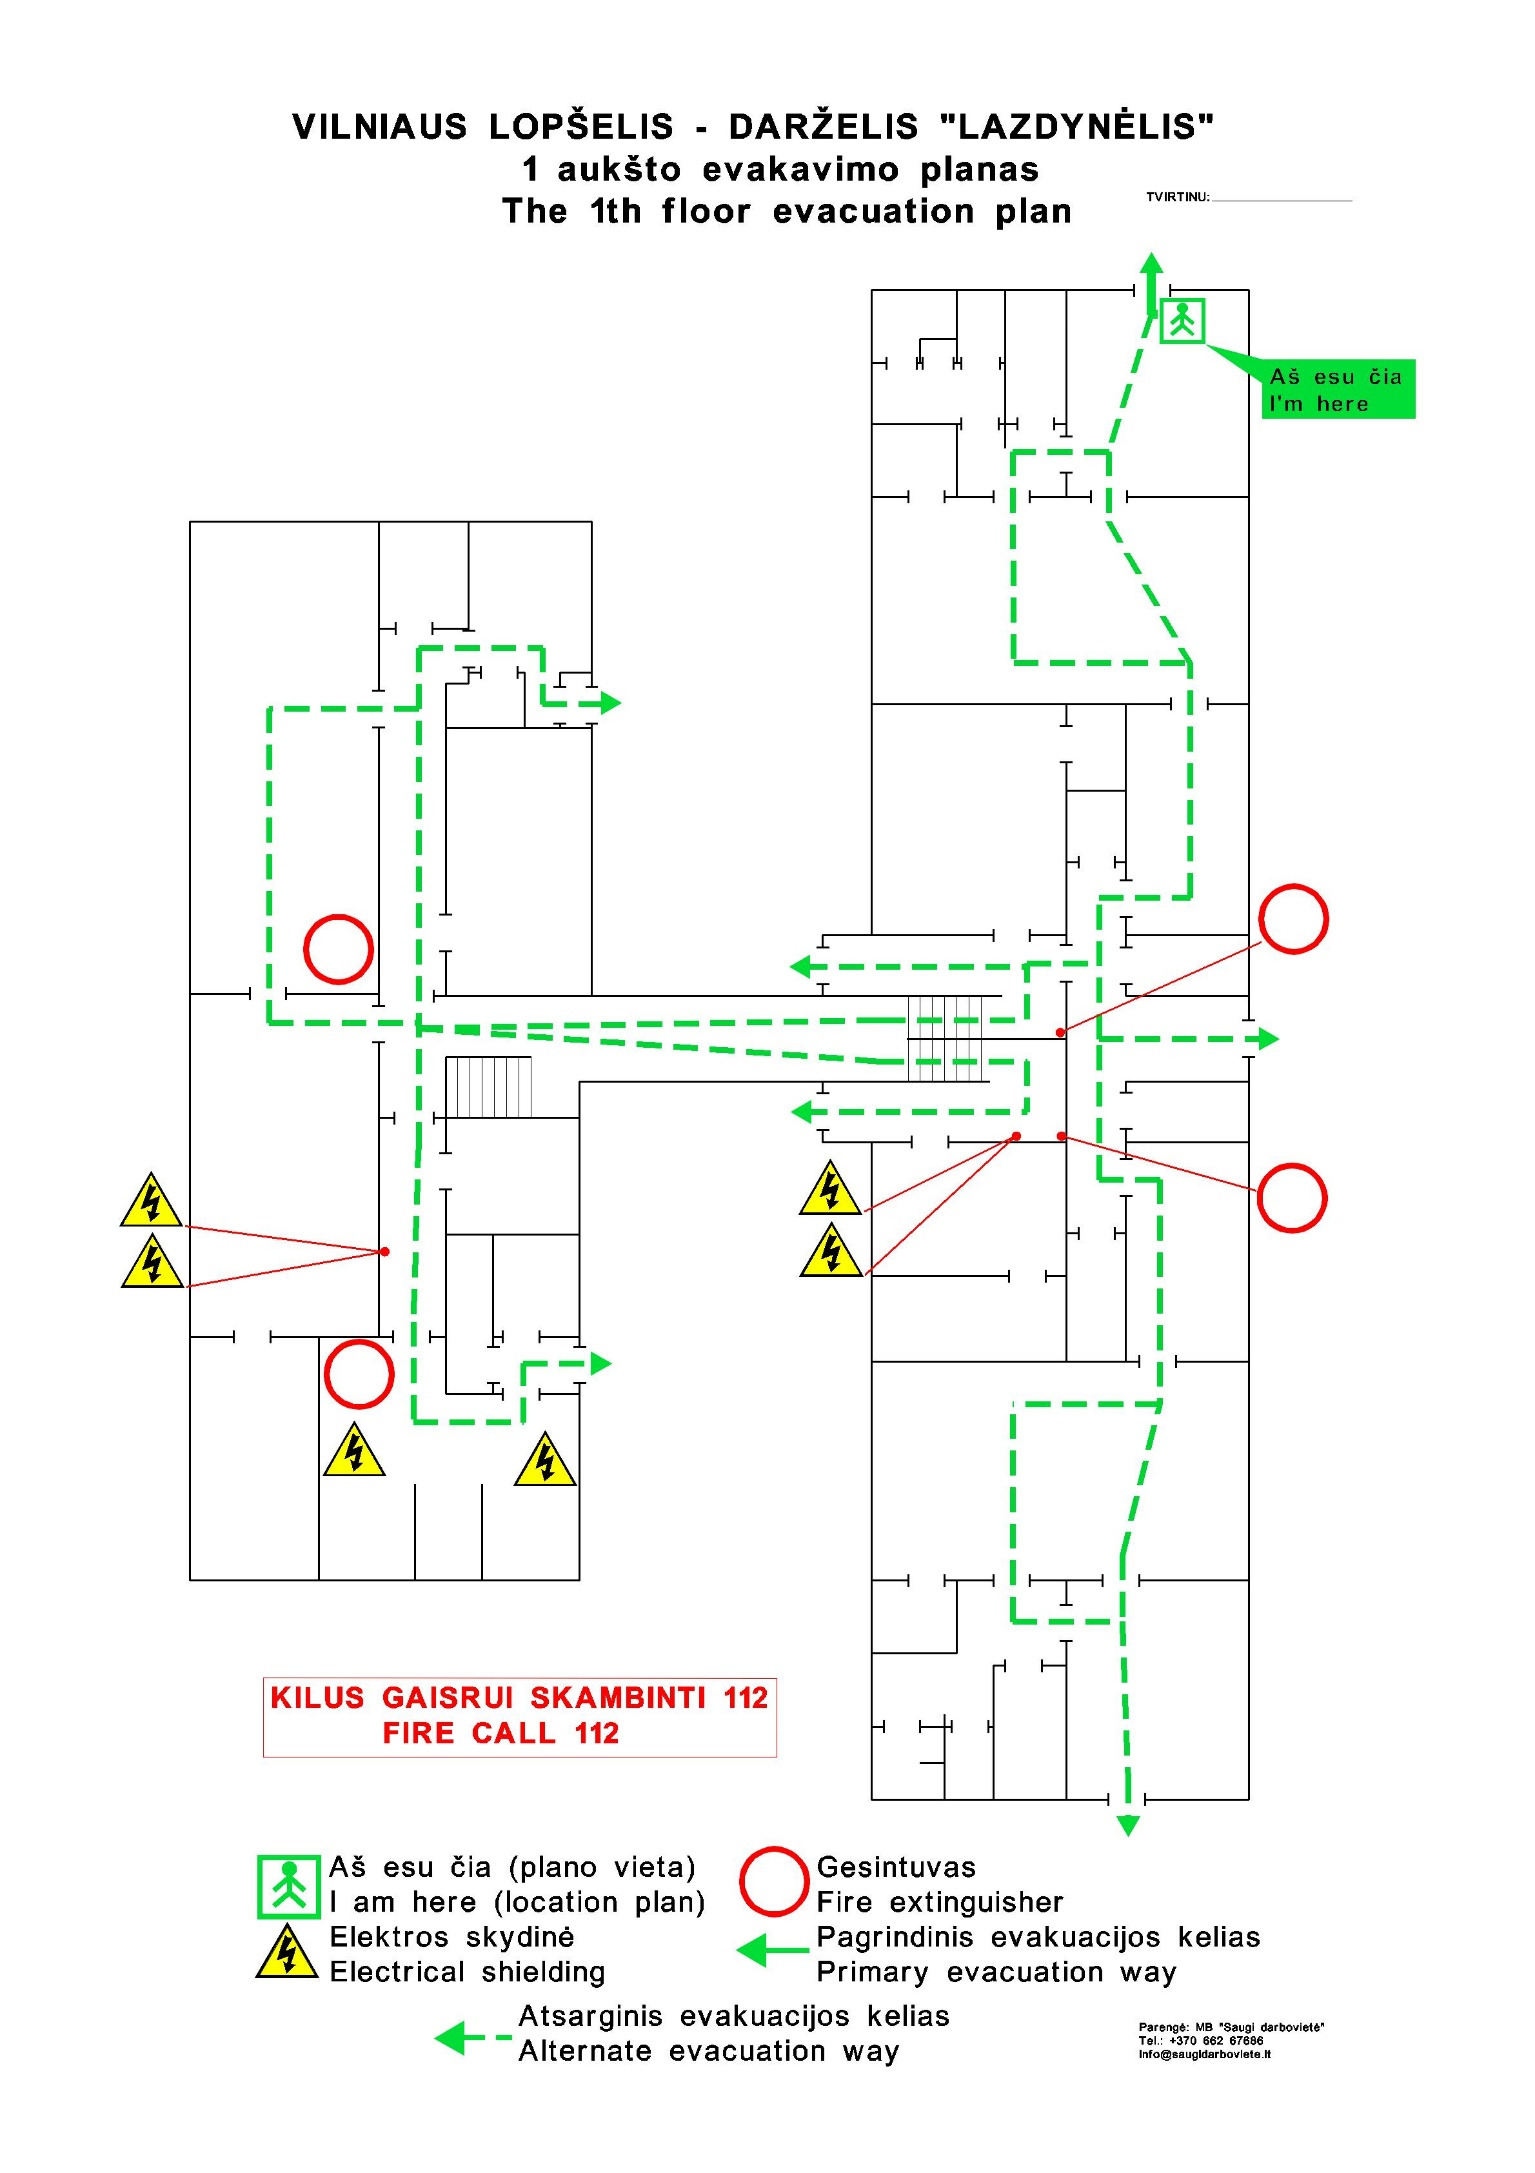 VILNIAUS LOPŠELIS - DARŽELIS "LAZDYNĖLIS"
1 aukšto evakavimo planas
The 1th floor evacuation plan
TVIRTINU:
Aš esu čia
I'm here
KILUS GAISRUI SKAMBINTI 112
FIRE CALL 112
Aš esu čia (plano vieta)
I am here (location plan)
Gesintuvas
Fire extinguisher
Elektros skydinė
Electrical shielding
Pagrindinis evakuacijos kelias
Primary evacuation way
Atsarginis evakuacijos kelias
Alternate evacuation way
Parengė: MB "Saugi darbovietė"
Tel.: +370 662 67686
info@saugidarboviete.lt